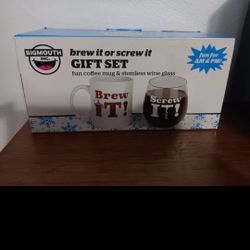 BIGMOUTH
INC.
brew it or screw it
GIFT SET
fun coffee mug & stemless wine glass
fun for
AM & PM!
Brew
IT!
Screw
IT!